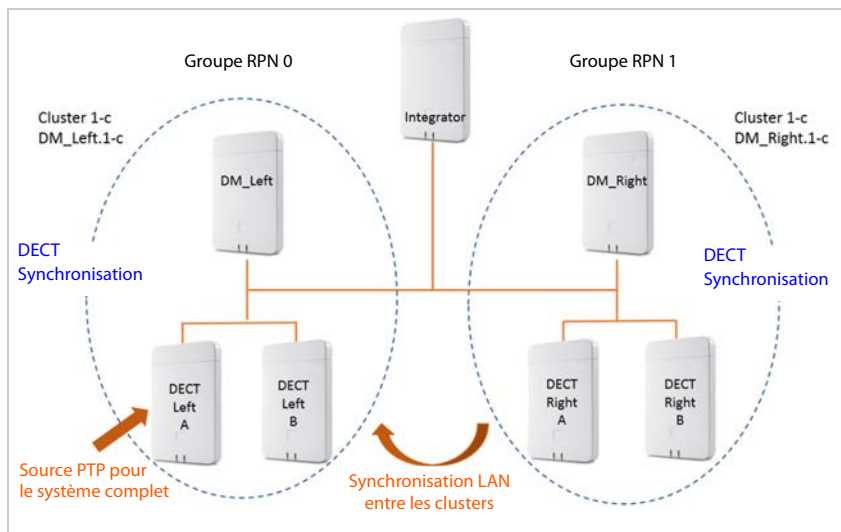 Groupe RPN 0
Groupe RPN 1
Integrator
Cluster 1-c
DM_Left.1-c
Cluster 1-c
DM_Right.1-c
DM_Left
DM_Right
DECT
Synchronisation
DECT
Synchronisation
DECT
Left
A
DECT
Left
B
DECT
Right
A
DECT
Right
B
Source PTP pour
le système complet
Synchronisation LAN
entre les clusters